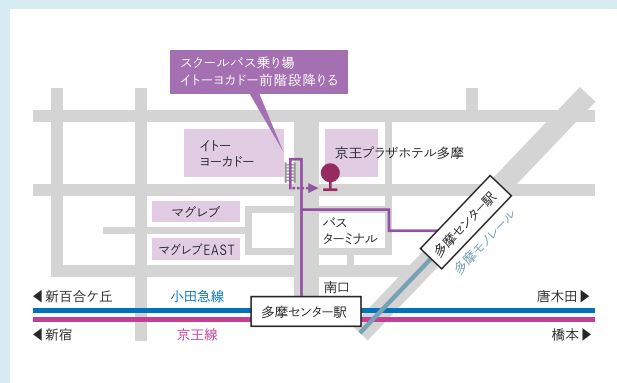 スクールバス乗り場
イトーヨカドー前階段降りる
イトー
ヨーカドー
京王プラザホテル多摩
マグレブ
マグレブEAST
バス
ターミナル
多摩センター駅
多摩モノレール
南口
新百合ケ丘
小田急線
唐木田
多摩センター駅
新宿
京王線
橋本